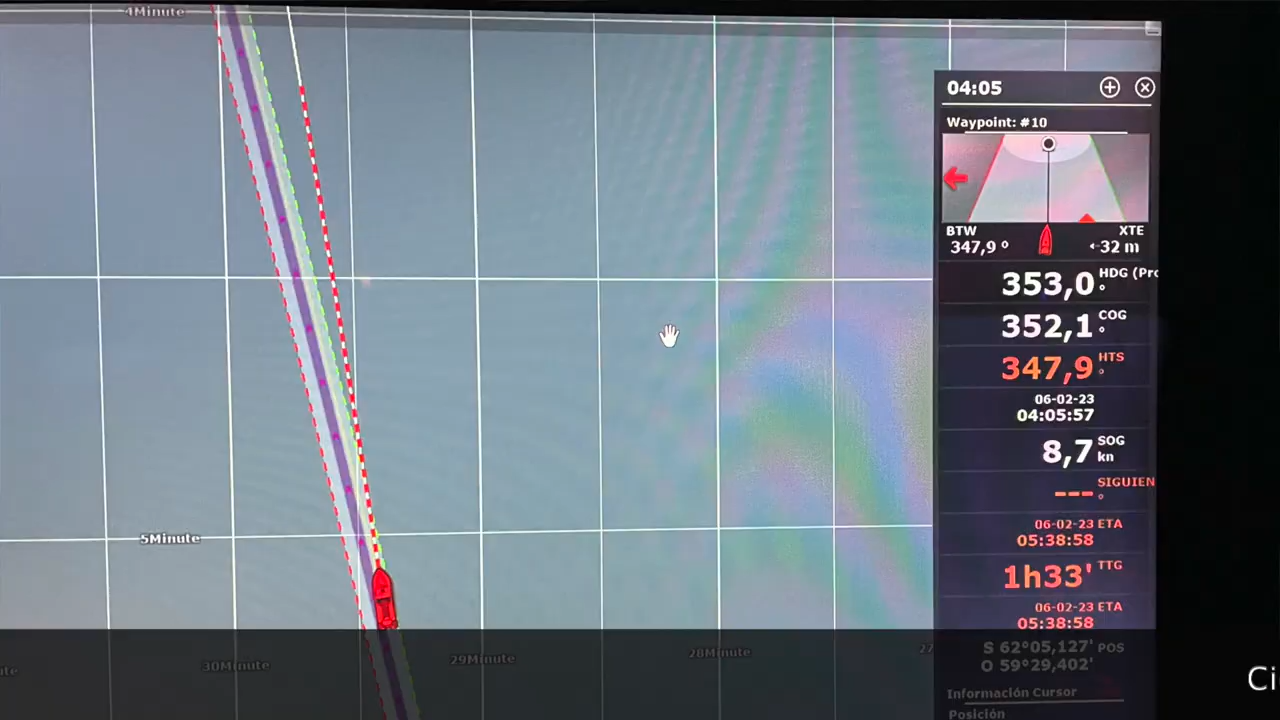 4Minute
04:05
Waypoint: #10
BTW
XTE
347,9 °
32 m
353,0
HDG (Pro
°
352,1
COG
°
347,9
HTS
°
06-02-23
04:05:57
8,7
SOG
kn
SIGUIEN
---
°
5Minute
06-02-23 ETA
05:38:58
1h33' TTG
06-02-23 ETA
05:38:58
S 62°05,127' POS
O 59°29,402'
30Minute
29Minute
28Minute
27
Ci
Información Cursor
Posición